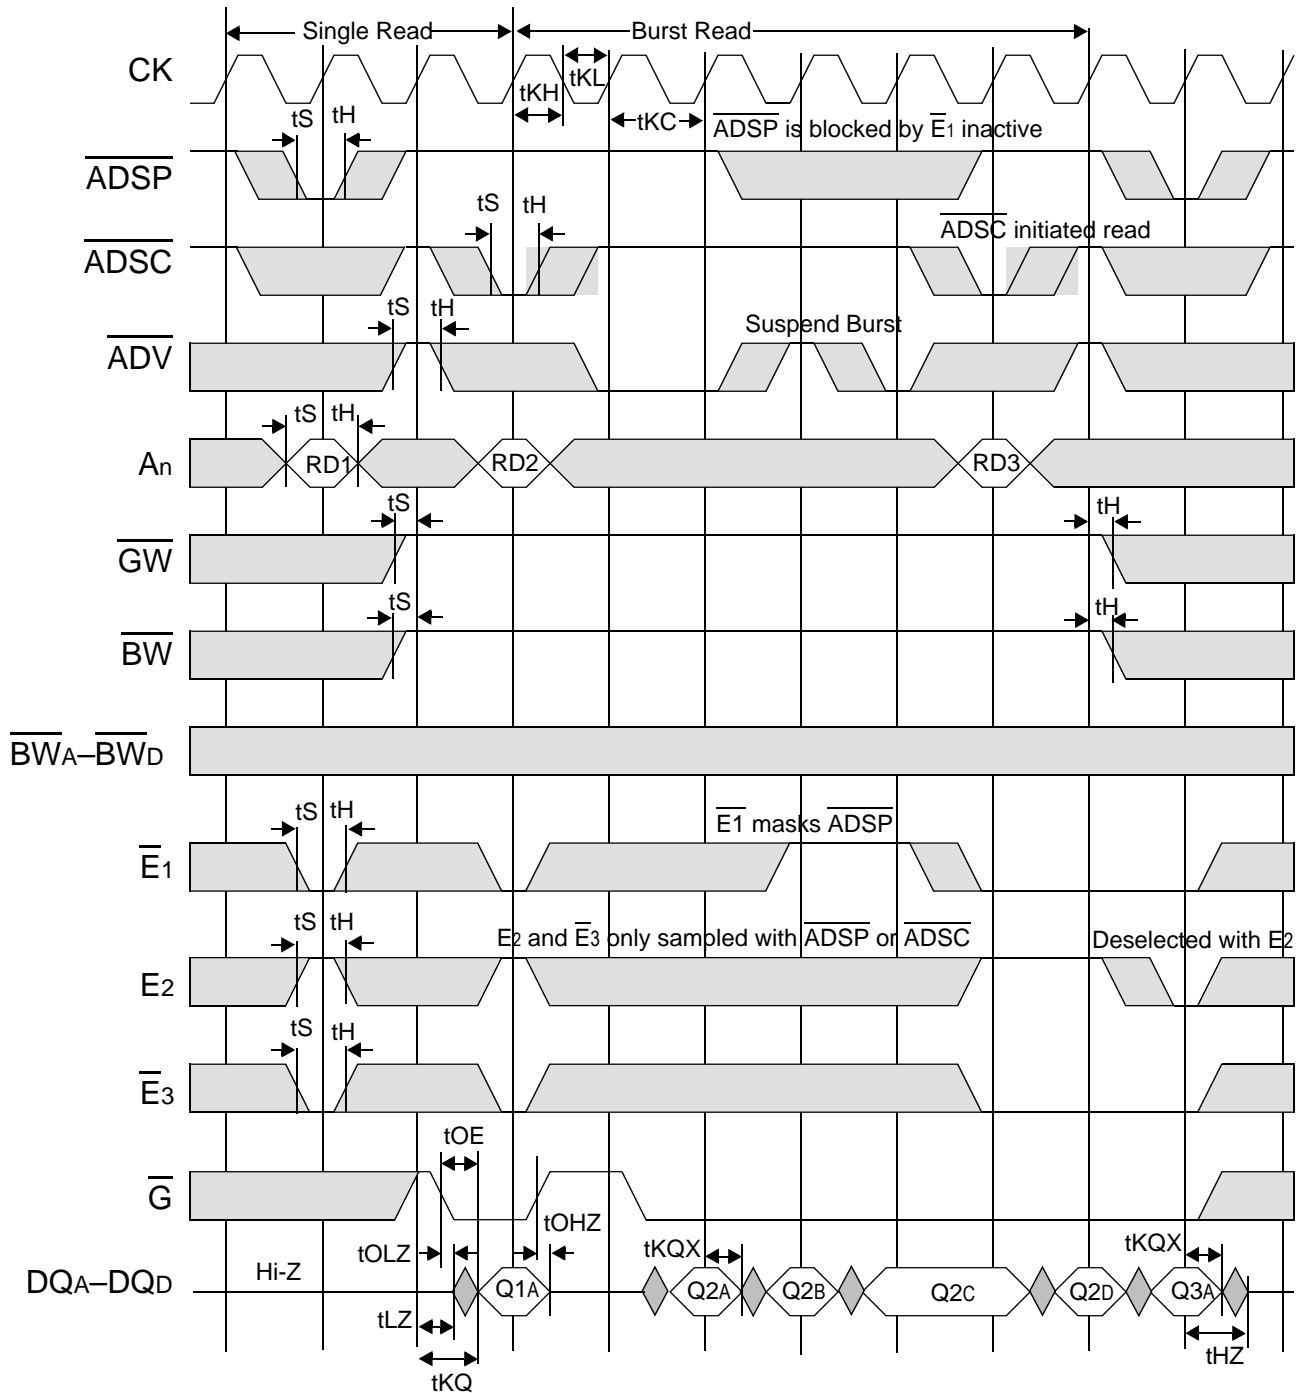 Single Read Burst Read
CK
tKL
tKH
tS tH
tKC
ADSP is blocked by E1 inactive
ADSP
tS tH
ADSC initiated read
ADSC
tS tH
Suspend Burst
ADV
tS tH
An
RD1 RD2 RD3
tS
tH
GW
tS
tH
BW
BWA–BWD
tS tH
E1 masks ADSP
E1
tS tH
E2 and E3 only sampled with ADSP or ADSC
Deselected with E2
E2
tS tH
E3
tOE
G
tOHZ
tOLZ
tKQX
tKQX
Hi-Z
DQA–DQD
Q1A Q2A Q2B Q2C Q2D Q3A
tLZ
tHZ
tKQ